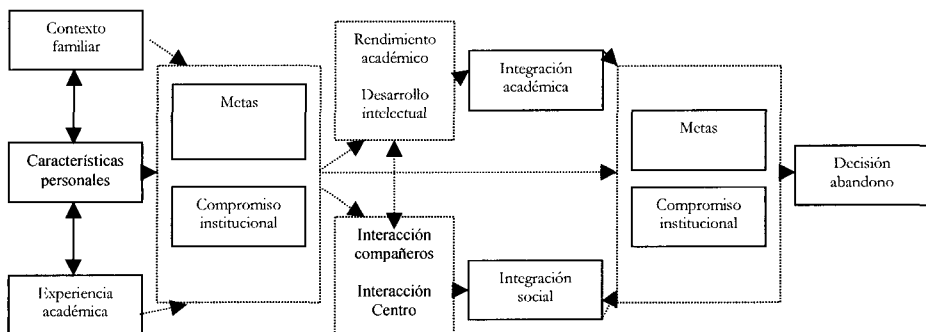 Contexto
familiar
Características
personales
Experiencia
académica
Metas
Compromiso
institucional
Rendimiento
académico
Desarrollo
intelectual
Interacción
compañeros
Interacción
Centro
Integración
académica
Integración
social
Metas
Compromiso
institucional
Decisión
abandono